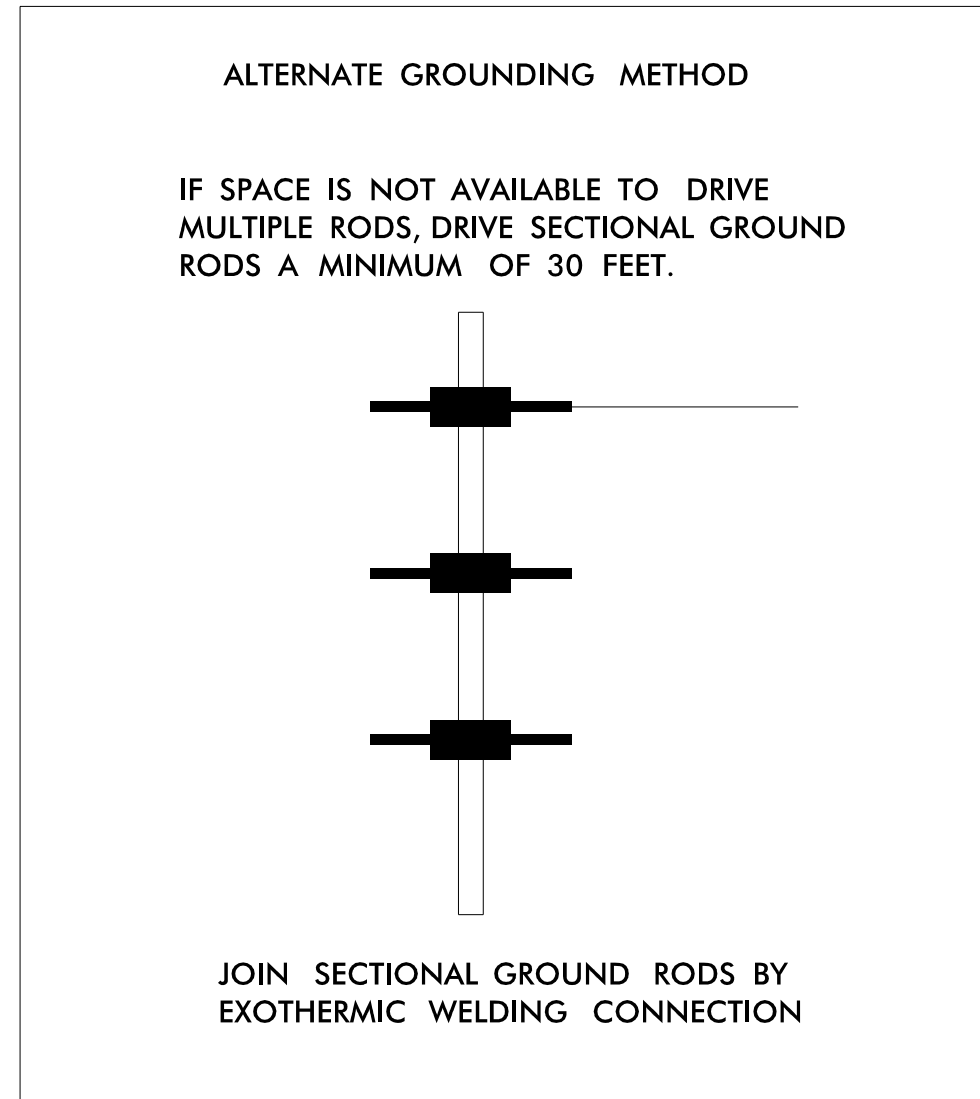 ALTERNATE GROUNDING METHOD
IF SPACE IS NOT AVAILABLE TO DRIVE
MULTIPLE RODS, DRIVE SECTIONAL GROUND
RODS A MINIMUM OF 30 FEET.
JOIN SECTIONAL GROUND RODS BY
EXOTHERMIC WELDING CONNECTION